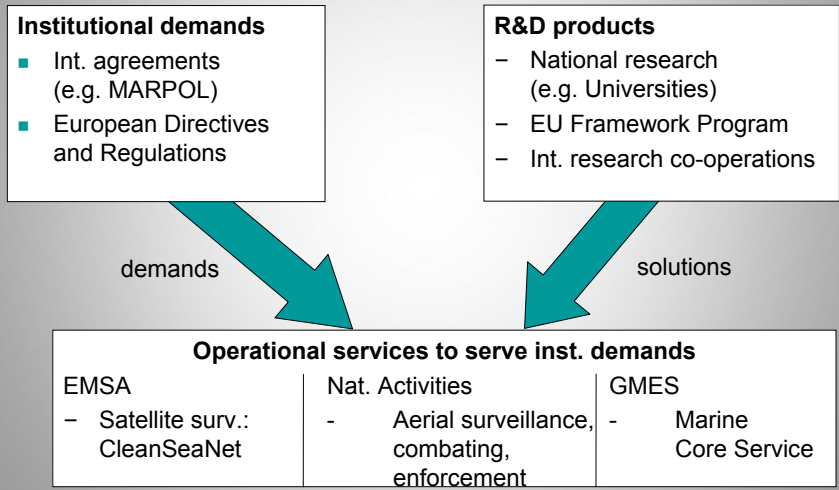 Institutional demands
▪ Int. agreements
(e.g. MARPOL)
▪ European Directives
and Regulations
R&D products
− National research
(e.g. Universities)
− EU Framework Program
− Int. research co-operations
demands
solutions
Operational services to serve inst. demands
EMSA
− Satellite surv.:
CleanSeaNet
Nat. Activities
- Aerial surveillance,
combating,
enforcement
GMES
- Marine
Core Service